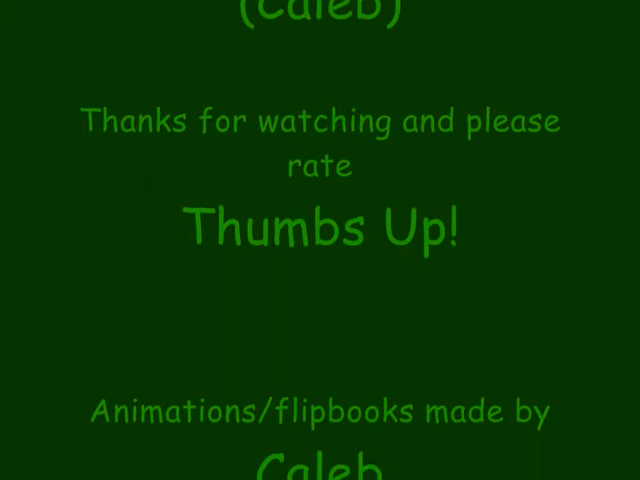 (Caleb)
Thanks for watching and please
rate
Thumbs Up!
Animations/flipbooks made by
Caleb